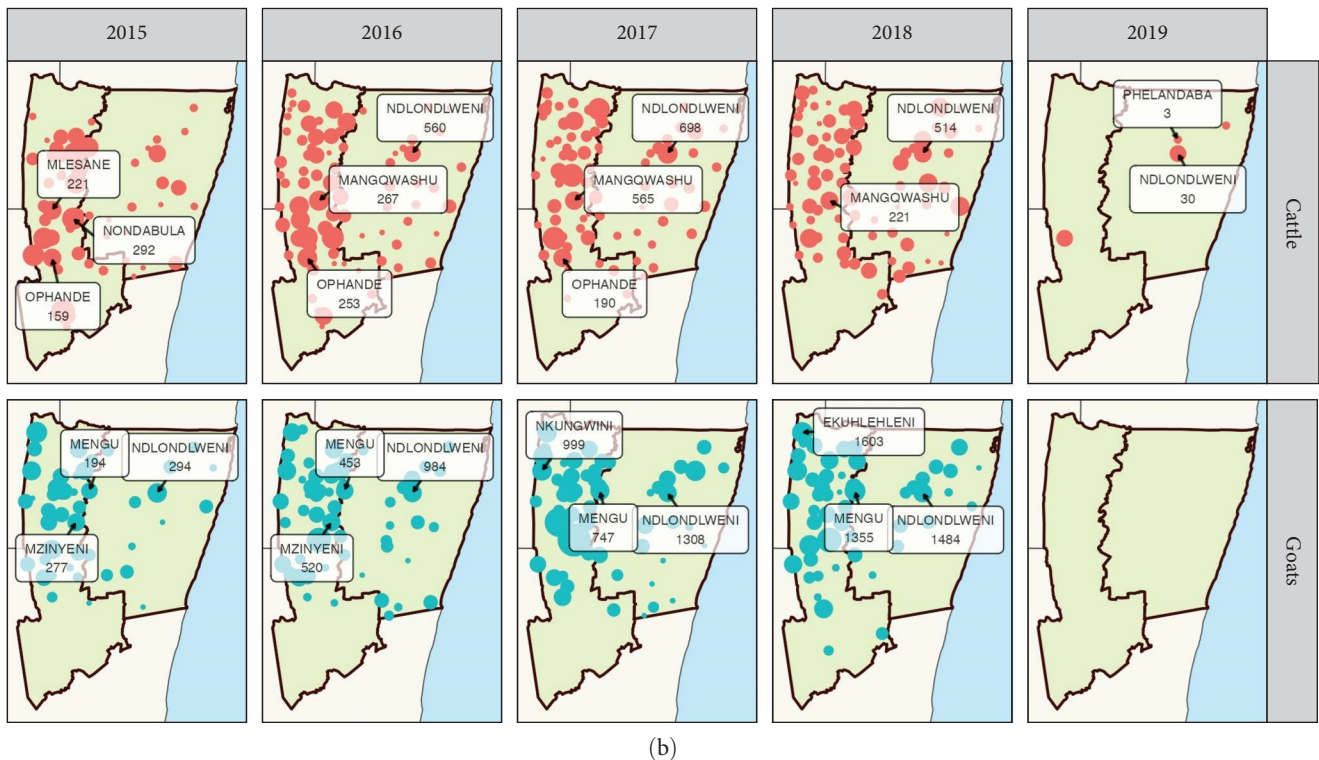 2015
2016
2017
2018
2019
MLESANE
221
NONDABULA
292
OPHANDE
159
NDLONDLWENI
560
MANGQWASHU
267
OPHANDE
253
NDLONDLWENI
698
MANGQWASHU
565
OPHANDE
190
NDLONDLWENI
514
MANGQWASHU
221
PHELANDABA
3
NDLONDLWENI
30
Cattle
MENGU
194
NDLONDLWENI
294
MZINYENI
277
MENGU
453
NDLONDLWENI
984
MZINYENI
520
NKUNGWINI
999
MENGU
747
NDLONDLWENI
1308
EKUHLEHLENI
1603
MENGU
1355
NDLONDLWENI
1484
Goats
(b)